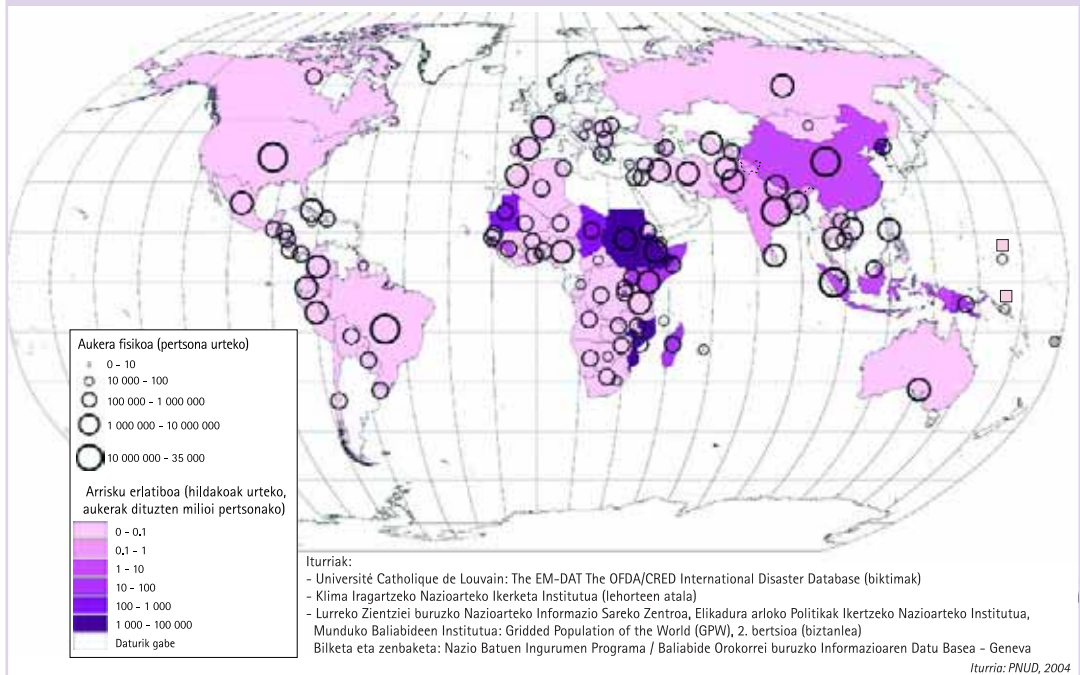 Aukera fisikoa (pertsona urteko)
0 - 10
10 000 - 100
100 000 - 1 000 000
1 000 000 - 10 000 000
10 000 000 - 35 000
Arrisku erlatiboa (hildakoak urteko,
aukerak dituzten milioi pertsonako)
0 - 0.1
0.1 - 1
1 - 10
10 - 100
100 - 1 000
1 000 - 100 000
Daturik gabe
Iturriak:
- Université Catholique de Louvain: The EM-DAT The OFDA/CRED International Disaster Database (biktimak)
- Klima Iragartzeko Nazioarteko Ikerketa Institutua (lehorteen atala)
- Lurreko Zientziei buruzko Nazioarteko Informazio Sareko Zentroa, Elikadura arloko Politikak Ikertzeko Nazioarteko Institutua,
Munduko Baliabideen Institutua: Gridded Population of the World (GPW), 2. bertsioa (biztanlea)
Bilketa eta zenbaketa: Nazio Batuen Ingurumen Programa / Baliabide Orokorrei buruzko Informazioaren Datu Basea - Geneva
Iturria: PNUD, 2004